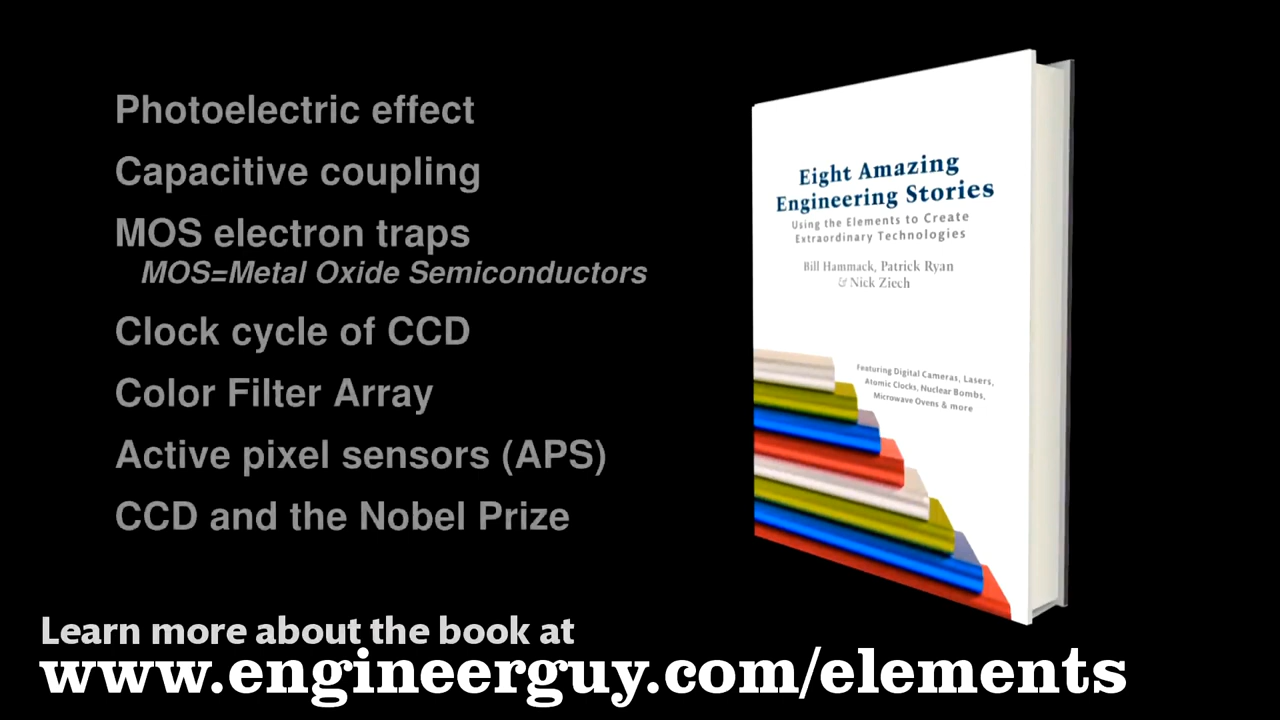 Photoelectric effect
Capacitive coupling
MOS electron traps
MOS=Metal Oxide Semiconductors
Clock cycle of CCD
Color Filter Array
Active pixel sensors (APS)
CCD and the Nobel Prize
Eight Amazing
Engineering Stories
Using the Elements to Create
Extraordinary Technologies
Bill Hammack, Patrick Ryan
& Nick Ziech
Featuring Digital Cameras, Lasers,
Atomic Clocks, Nuclear Bombs,
Microwave Ovens & more
Learn more about the book at
www.engineerguy.com/elements